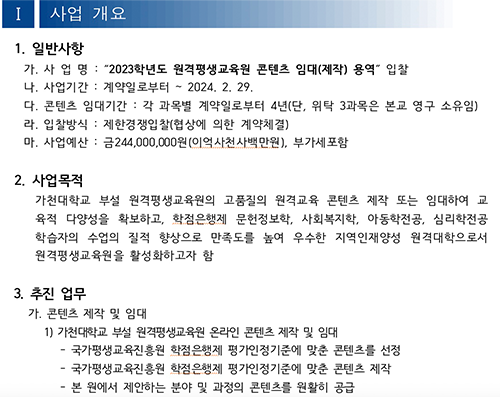 I 사업 개요
1. 일반사항
가. 사 업 명 : “2023학년도 원격평생교육원 콘텐츠 임대(제작) 용역” 입찰
나. 사업기간 : 계약일로부터 ~ 2024. 2. 29.
다. 콘텐츠 임대기간 : 각 과목별 계약일로부터 4년(단, 위탁 3과목은 본교 영구 소유임)
라. 입찰방식 : 제한경쟁입찰(협상에 의한 계약체결)
마. 사업예산 : 금244,000,000원(이억사천사백만원), 부가세포함
2. 사업목적
가천대학교 부설 원격평생교육원의 고품질의 원격교육 콘텐츠 제작 또는 임대하여 교
육적 다양성을 확보하고, 학점은행제 문헌정보학, 사회복지학, 아동학전공, 심리학전공
학습자의 수업의 질적 향상으로 만족도를 높여 우수한 지역인재양성 원격대학으로서
원격평생교육원을 활성화하고자 함
3. 추진 업무
가. 콘텐츠 제작 및 임대
1) 가천대학교 부설 원격평생교육원 온라인 콘텐츠 제작 및 임대
- 국가평생교육진흥원 학점은행제 평가인정기준에 맞춘 콘텐츠를 선정
- 국가평생교육진흥원 학점은행제 평가인정기준에 맞춘 콘텐츠 제작
- 본 원에서 제안하는 분야 및 과정의 콘텐츠를 원활히 공급